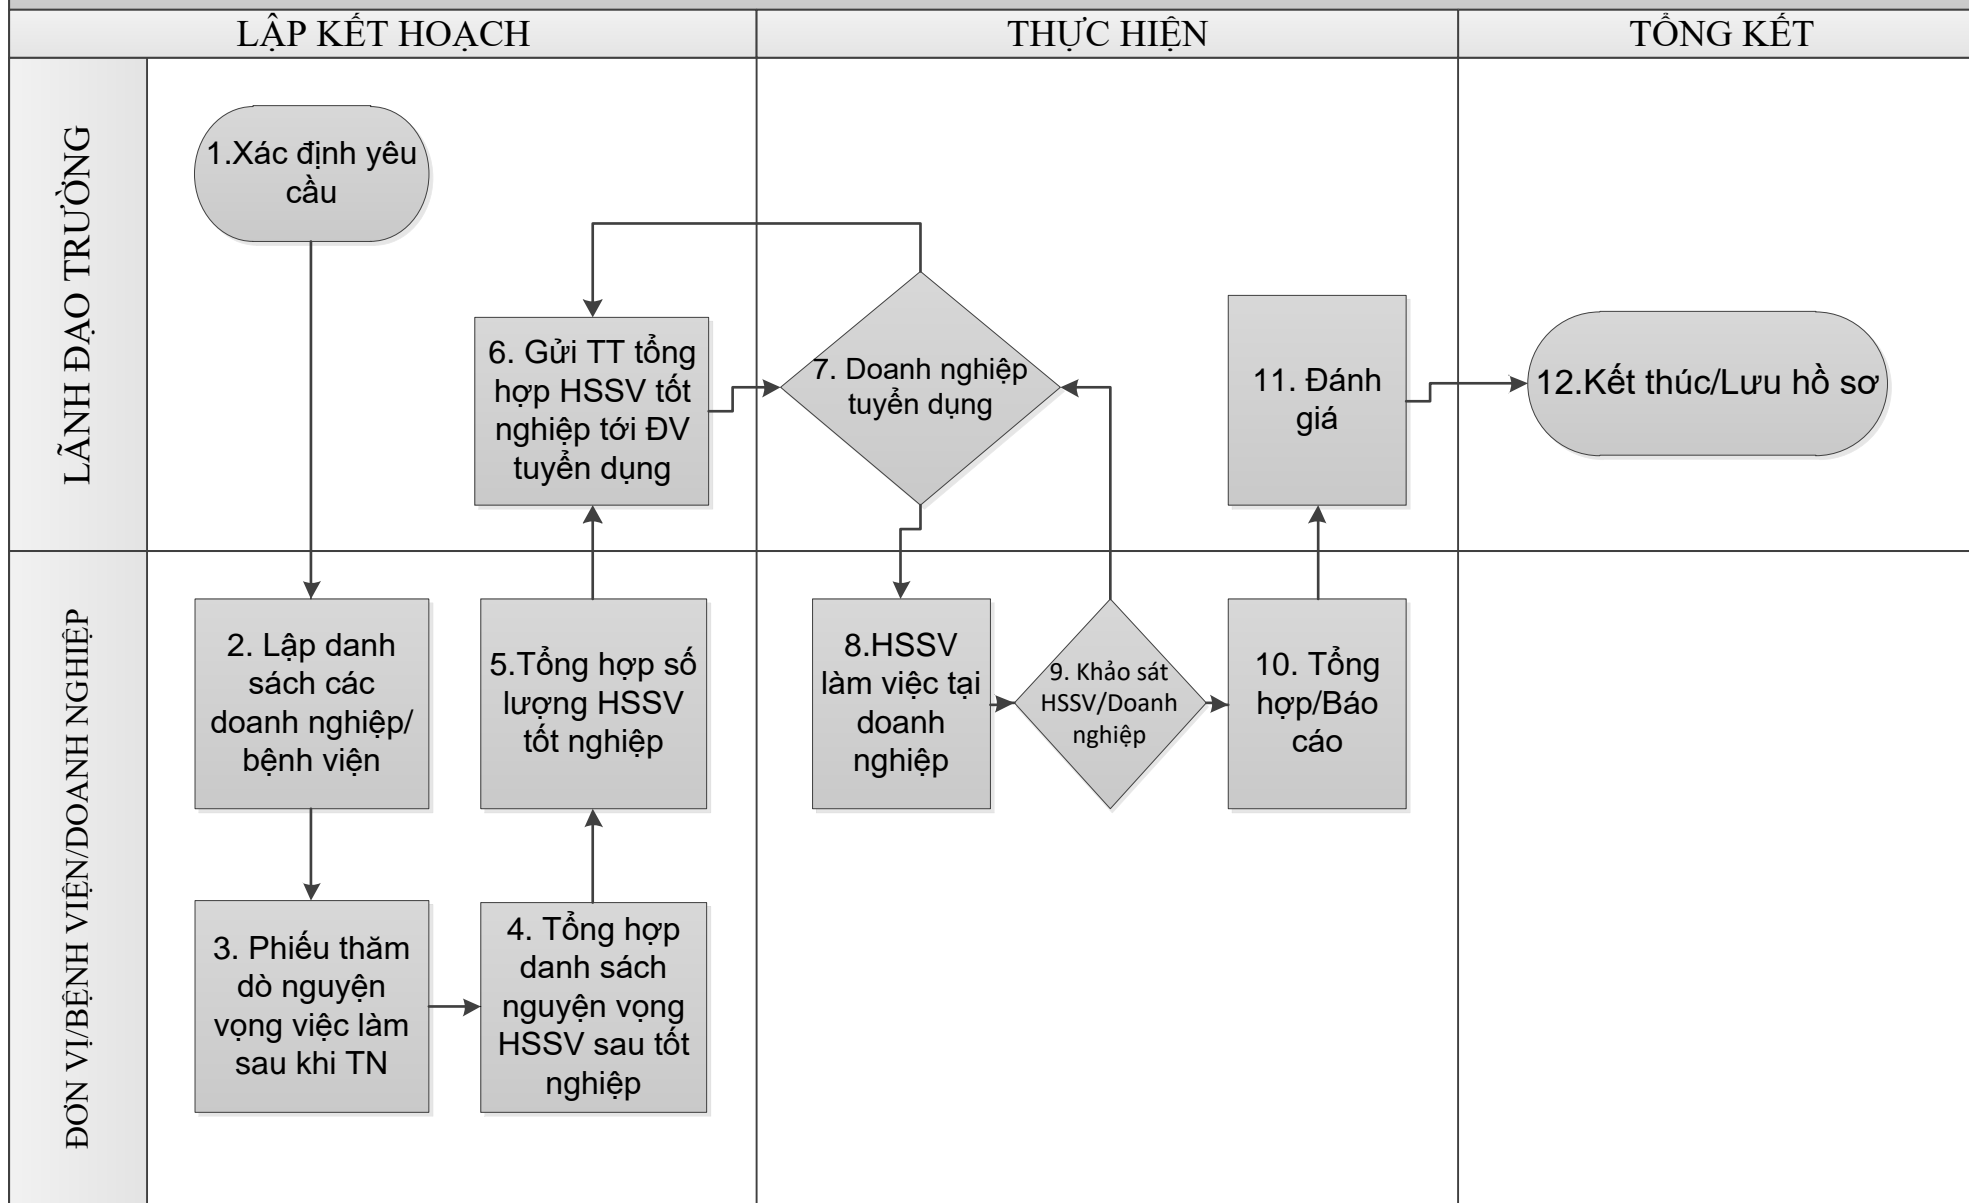 LẬP KẾT HOẠCH
THỰC HIỆN
TỔNG KẾT
LÃNH ĐẠO TRƯỜNG
1.Xác định yêu
cầu
6. Gửi TT tổng
hợp HSSV tốt
nghiệp tới ĐV
tuyển dụng
7. Doanh nghiệp
tuyển dụng
11. Đánh
giá
12.Kết thúc/Lưu hồ sơ
ĐƠN VỊ/BỆNH VIỆN/DOANH NGHIỆP
2. Lập danh
sách các
doanh nghiệp/
bệnh viện
5.Tổng hợp số
lượng HSSV
tốt nghiệp
8.HSSV
làm việc tại
doanh
nghiệp
9. Khảo sát
HSSV/Doanh
nghiệp
10. Tổng
hợp/Báo
cáo
3. Phiếu thăm
dò nguyện
vọng việc làm
sau khi TN
4. Tổng hợp
danh sách
nguyện vọng
HSSV sau tốt
nghiệp